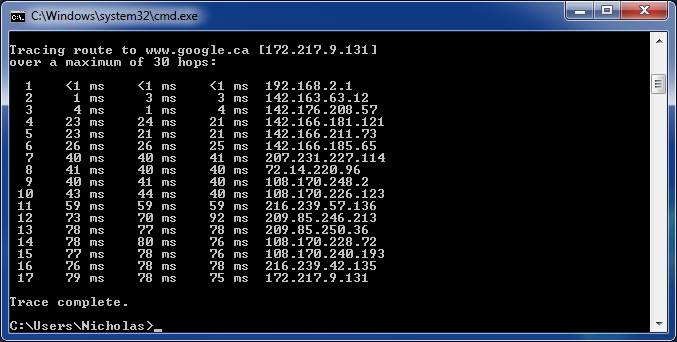 C:\Windows\system32\cmd.exe
Tracing route to www.google.ca [172.217.9.131]
over a maximum of 30 hops:
1 <1 ms <1 ms <1 ms 192.168.2.1
2 1 ms 3 ms 3 ms 142.163.63.12
3 4 ms 1 ms 4 ms 142.176.208.57
4 23 ms 24 ms 21 ms 142.166.181.121
5 23 ms 21 ms 21 ms 142.166.211.73
6 26 ms 26 ms 25 ms 142.166.185.65
7 40 ms 40 ms 41 ms 207.231.227.114
8 41 ms 40 ms 40 ms 72.14.220.96
9 40 ms 41 ms 40 ms 108.170.248.2
10 43 ms 44 ms 40 ms 108.170.226.123
11 59 ms 59 ms 59 ms 216.239.57.136
12 73 ms 70 ms 92 ms 209.85.246.213
13 78 ms 77 ms 78 ms 209.85.250.36
14 78 ms 80 ms 76 ms 108.170.228.72
15 77 ms 78 ms 76 ms 108.170.240.193
16 76 ms 78 ms 78 ms 216.239.42.135
17 79 ms 78 ms 75 ms 172.217.9.131
Trace complete.
C:\Users\Nicholas>_